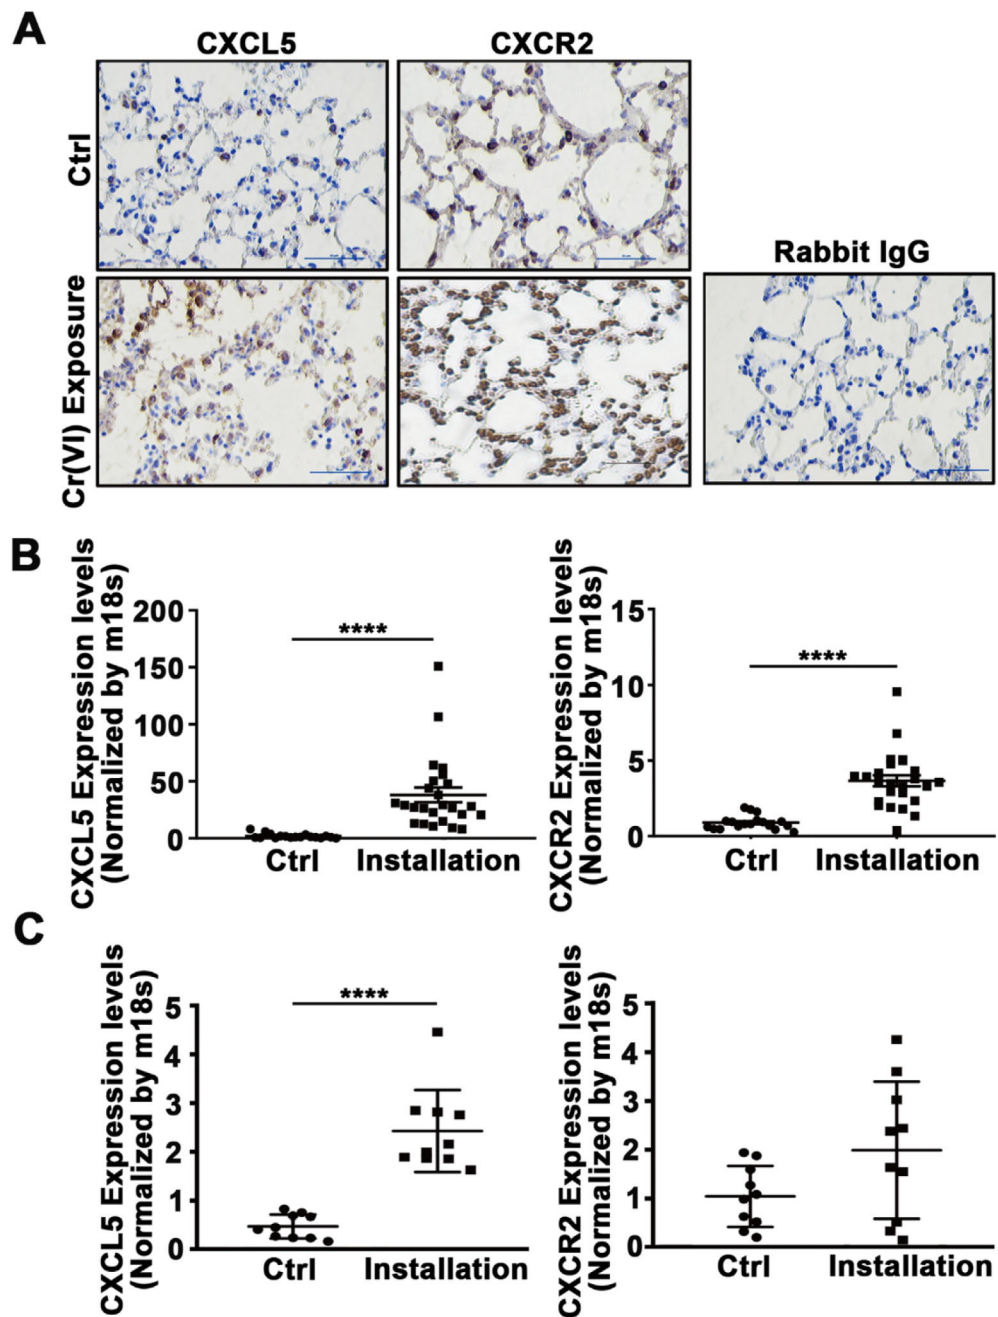 A
CXCL5
CXCR2
Ctrl
Rabbit IgG
Cr(VI) Exposure
B
CXCL5 Expression levels
(Normalized by m18s)
200
150
100
50
0
****
Ctrl
Installation
CXCR2 Expression levels
(Normalized by m18s)
15
10
5
0
****
Ctrl
Installation
C
CXCL5 Expression levels
(Normalized by m18s)
5
4
3
2
1
0
****
Ctrl
Installation
CXCR2 Expression levels
(Normalized by m18s)
5
4
3
2
1
0
Ctrl
Installation